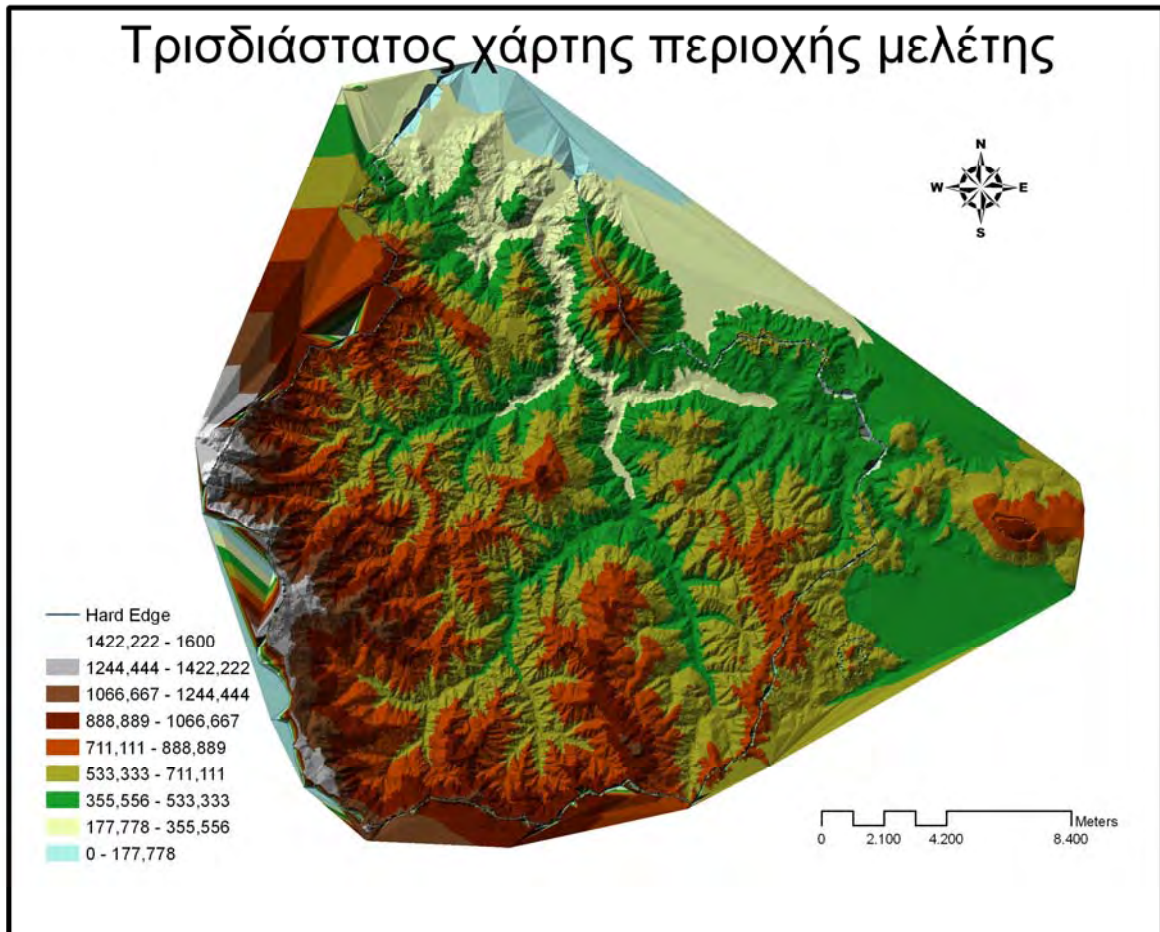 Τρισδιάστατος χάρτης περιοχής μελέτης
N
W E
S
Hard Edge
1422,222 - 1600
1244,444 - 1422,222
1066,667 - 1244,444
888,889 - 1066,667
711,111 - 888,889
533,333 - 711,111
355,556 - 533,333
177,778 - 355,556
0 - 177,778
Meters
0 2.100 4.200 8.400